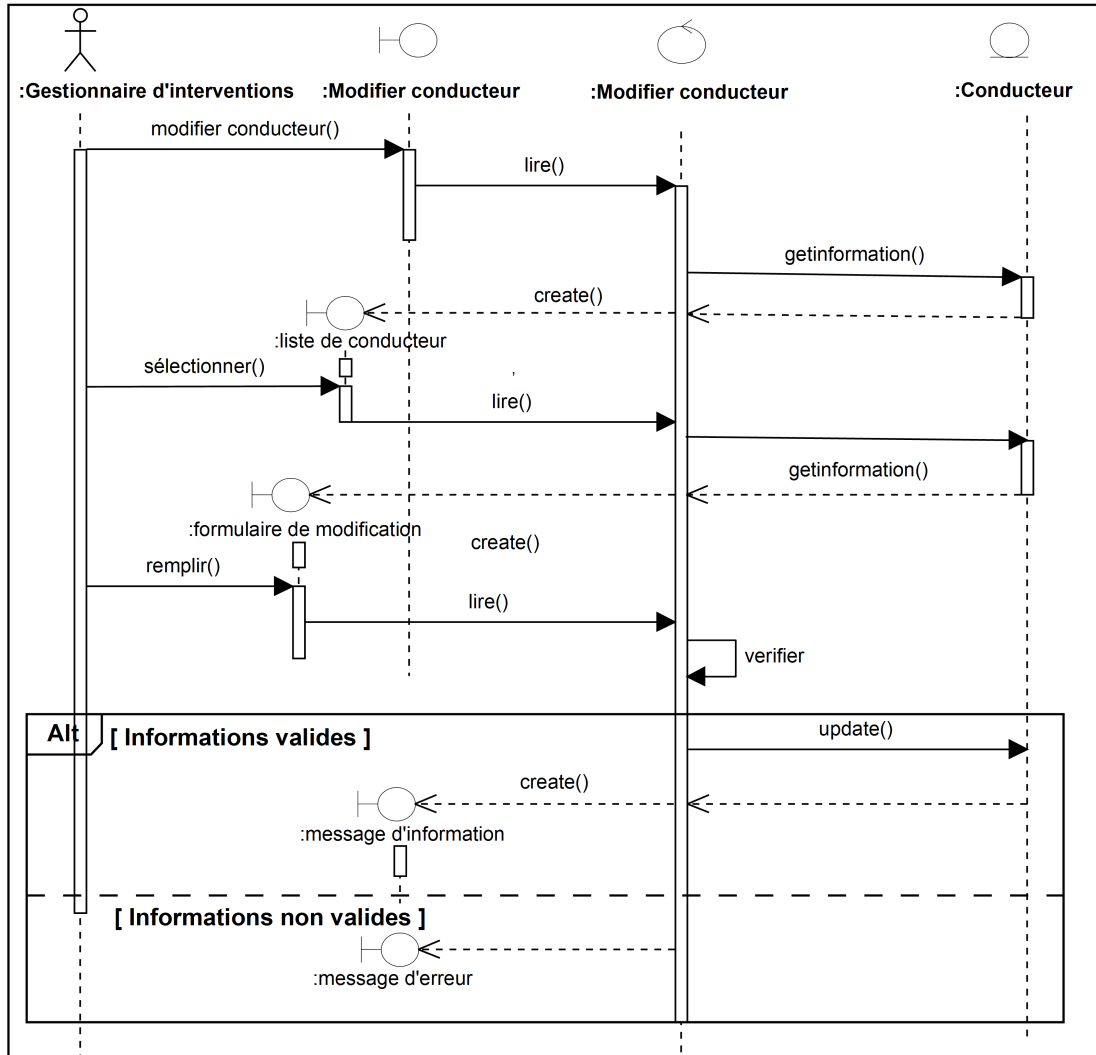 :Gestionnaire d'interventions
:Modifier conducteur
:Modifier conducteur
:Conducteur
modifier conducteur()
lire()
getinformation()
create()
:liste de conducteur
sélectionner()
,
lire()
getinformation()
:formulaire de modification
create()
remplir()
lire()
verifier
Alt
[ Informations valides ]
update()
create()
:message d'information
[ Informations non valides ]
:message d'erreur